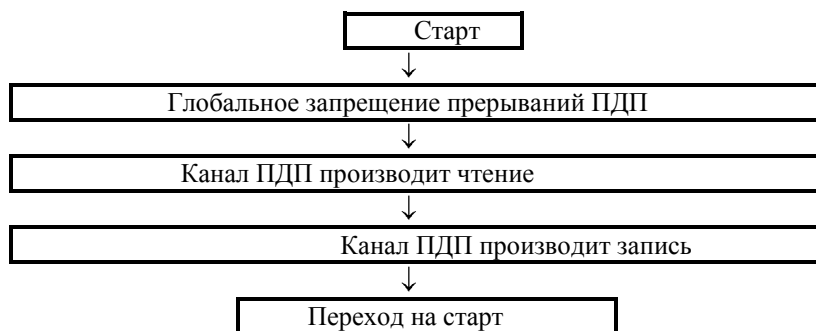 Старт
Глобальное запрещение прерываний ПДП
Канал ПДП производит чтение
Канал ПДП производит запись
Переход на старт